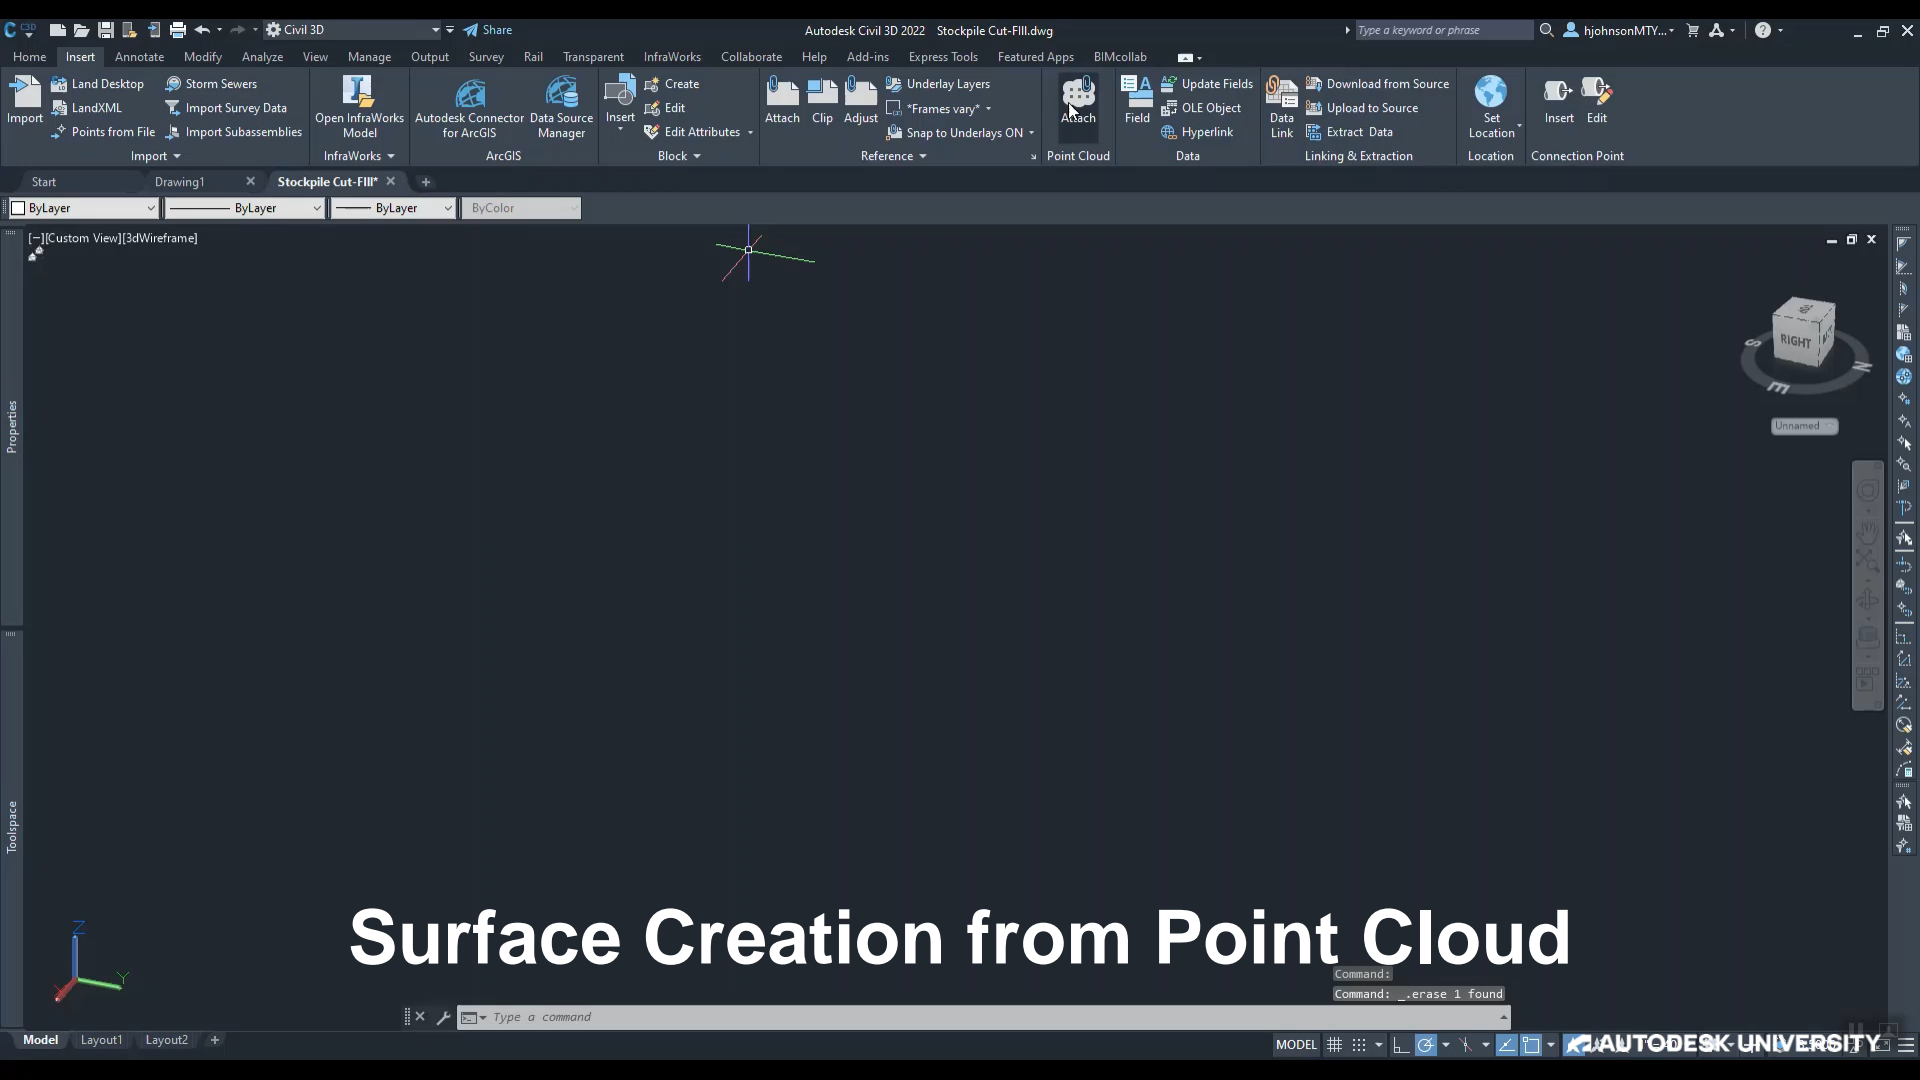 C3D
Civil 3D
Share
Autodesk Civil 3D 2022 Stockpile Cut-FIll.dwg
Type a keyword or phrase
hjohnsonMTY...
Home Insert Annotate Modify Analyze View Manage Output Survey Rail Transparent InfraWorks Collaborate Help Add-ins Express Tools Featured Apps BIMcollab
Import
Land Desktop
LandXML
Points from File
Storm Sewers
Import Survey Data
Import Subassemblies
Import
Open InfraWorks
Model
InfraWorks
Autodesk Connector
for ArcGIS
Data Source
Manager
ArcGIS
Insert
Create
Edit
Edit Attributes
Block
Attach
Clip
Adjust
Underlay Layers
*Frames vary*
Snap to Underlays ON
Reference
Attach
Point Cloud
Field
Update Fields
OLE Object
Hyperlink
Data
Data
Link
Download from Source
Upload to Source
Extract Data
Linking & Extraction
Set
Location
Location
Insert
Edit
Connection Point
Start
Drawing1
Stockpile Cut-FIll*
ByLayer
ByLayer
ByLayer
ByColor
[−][Custom View][3dWireframe]
RIGHT
S
E
N
Unnamed
Properties
Toolspace
Z
Y
X
Surface Creation from Point Cloud
Command:
Command: _.erase 1 found
Type a command
Model
Layout1
Layout2
MODEL
AUTODESK UNIVERSITY